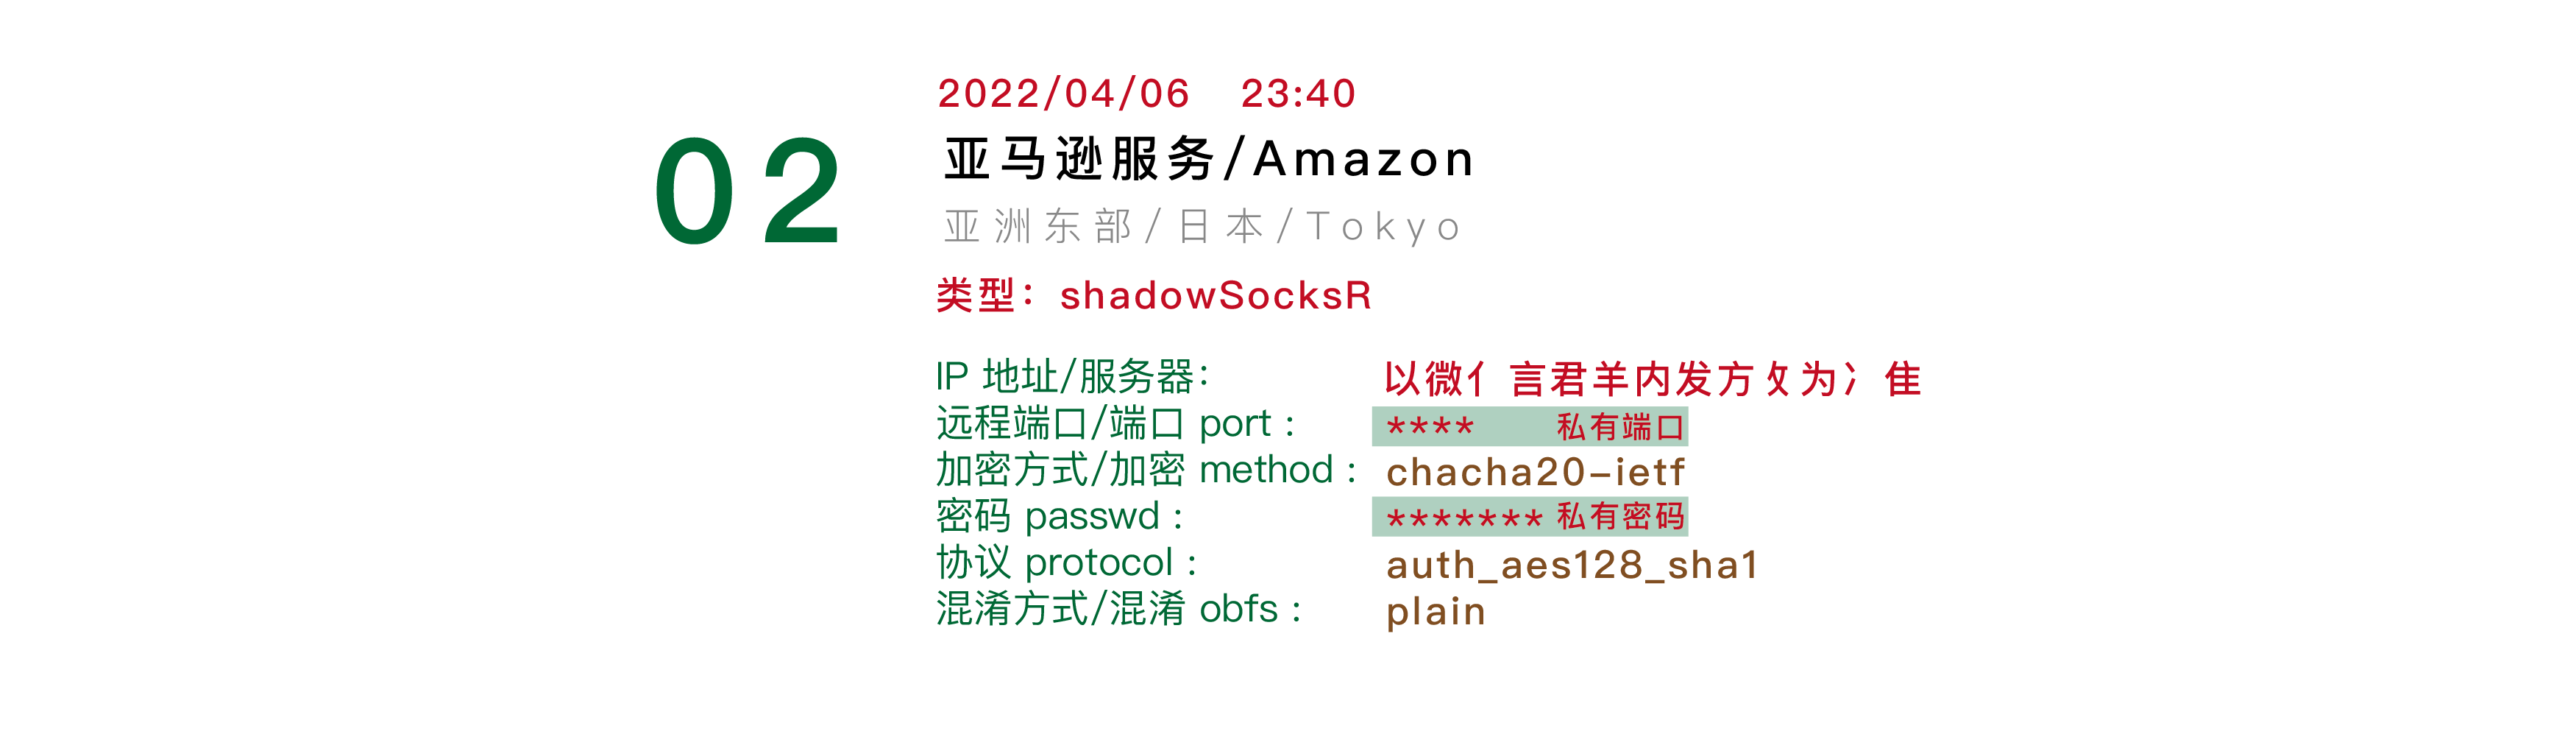 02
2022/04/06 23:40
亚马逊服务/Amazon
亚洲东部/日本/Tokyo
类型：shadowSocksR
IP 地址/服务器： 以微亻言君羊内发方攵为冫隹
远程端口/端口 port： **** 私有端口
加密方式/加密 method： chacha20-ietf
密码 passwd： ******* 私有密码
协议 protocol： auth_aes128_sha1
混淆方式/混淆 obfs： plain